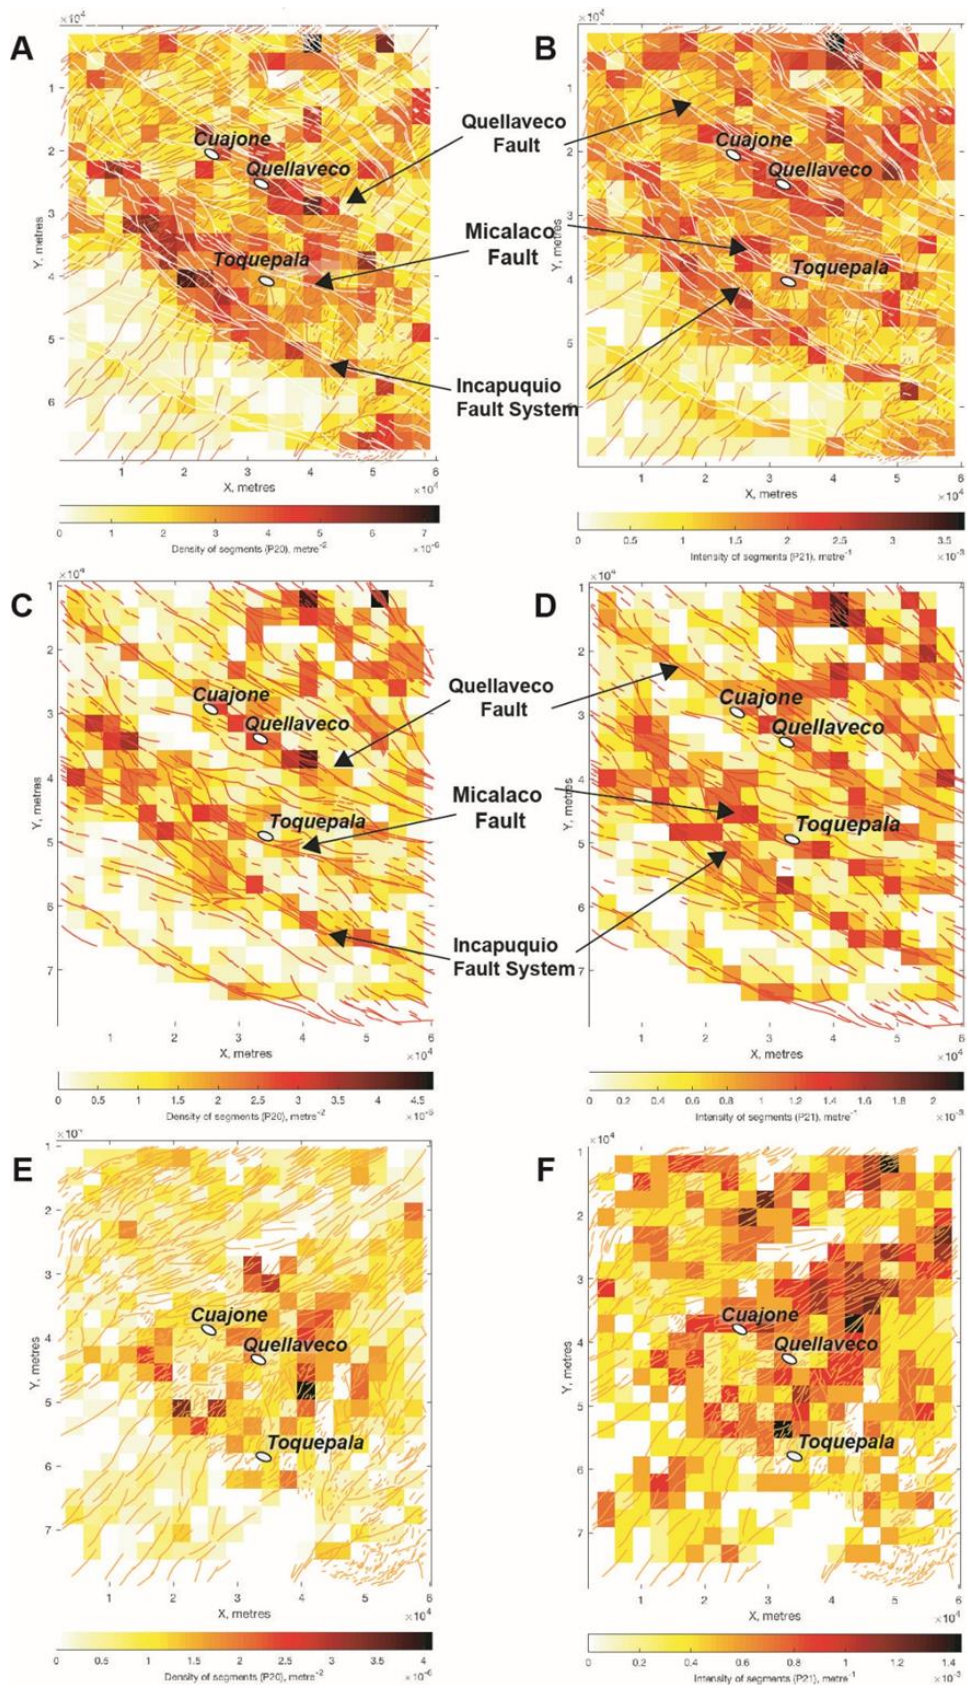 A
B
×10⁴
×10⁴
1
2
3
4
5
6
Y, metres
1 2 3 4 5 6
X, metres
×10⁴
Cuajone
Quellaveco
Toquepala
Quellaveco
Fault
Micalaco
Fault
Incapuquio
Fault System
1
2
3
4
5
Y, metres
1 2 3 4 5 6
X, metres
×10⁴
Cuajone
Quellaveco
Toquepala
0 1 2 3 4 5 6 7
Density of segments (P20), metre⁻²
×10⁻⁶
0 0.5 1 1.5 2 2.5 3 3.5
Intensity of segments (P21), metre⁻¹
×10⁻³
C
D
×10⁴
×10⁴
1
2
3
4
5
6
7
Y, metres
1 2 3 4 5 6
X, metres
×10⁴
Cuajone
Quellaveco
Toquepala
Quellaveco
Fault
Micalaco
Fault
Incapuquio
Fault System
1
2
3
4
5
6
7
Y, metres
1 2 3 4 5 6
X, metres
×10⁴
Cuajone
Quellaveco
Toquepala
0 0.5 1 1.5 2 2.5 3 3.5 4 4.5
Density of segments (P20), metre⁻²
0 0.2 0.4 0.6 0.8 1 1.2 1.4 1.6 1.8 2
Intensity of segments (P21), metre⁻¹
×10⁻³
E
F
×10⁴
1
2
3
4
5
6
7
Y, metres
1 2 3 4 5 6
X, metres
×10⁴
Cuajone
Quellaveco
Toquepala
1
2
3
4
5
6
7
Y, metres
1 2 3 4 5 6
X, metres
×10⁴
Cuajone
Quellaveco
Toquepala
0 0.5 1 1.5 2 2.5 3 3.5 4
Density of segments (P20), metre⁻²
×10⁻⁶
0 0.2 0.4 0.6 0.8 1 1.2 1.4
Intensity of segments (P21), metre⁻¹
×10⁻³